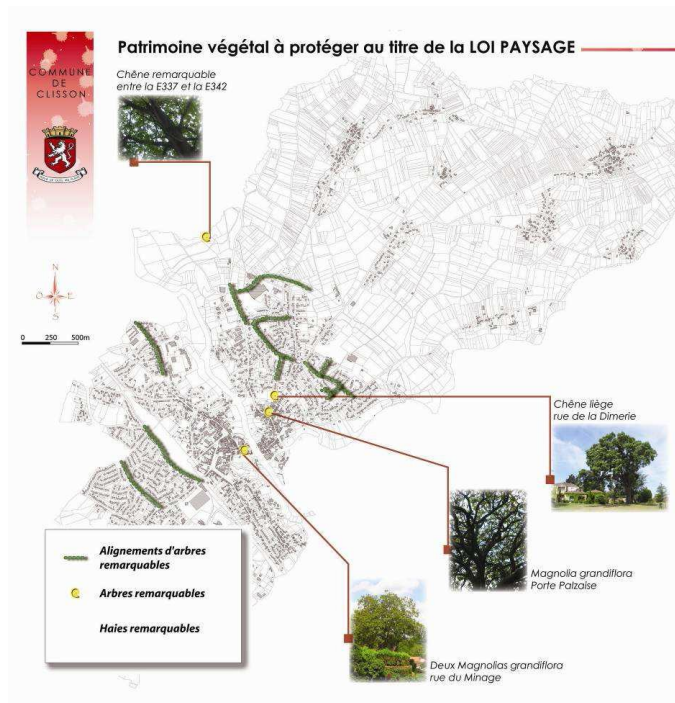 Patrimoine végétal à protéger au titre de la LOI PAYSAGE
COMMUNE
DE
CLISSON
Chêne remarquable
entre la E337 et la E342
N
O
E
S
0 250 500m
Chêne liège
rue de la Dimerie
Magnolia grandiflora
Porte Palzaise
Deux Magnolias grandiflora
rue du Minage
Alignements d'arbres
remarquables
Arbres remarquables
Haies remarquables